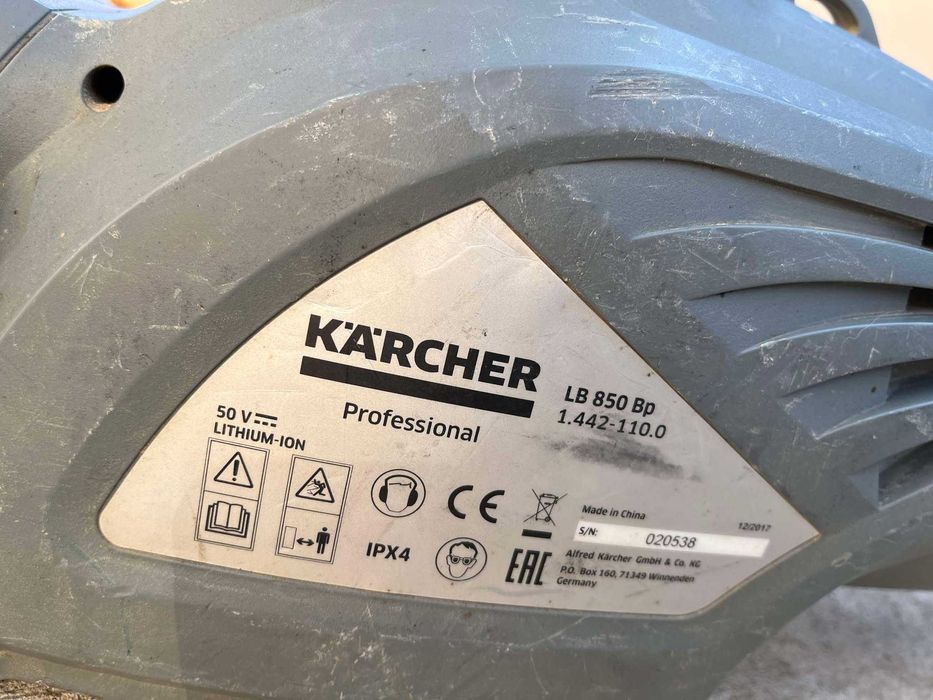 KÄRCHER
Professional
LB 850 Bp
1.442-110.0
50 V
LITHIUM-ION
IPX4
CE
EAC
Made in China
12/2017
S/N: 020538
Alfred Kärcher GmbH & Co. KG
P.O. Box 160, 71349 Winnenden
Germany